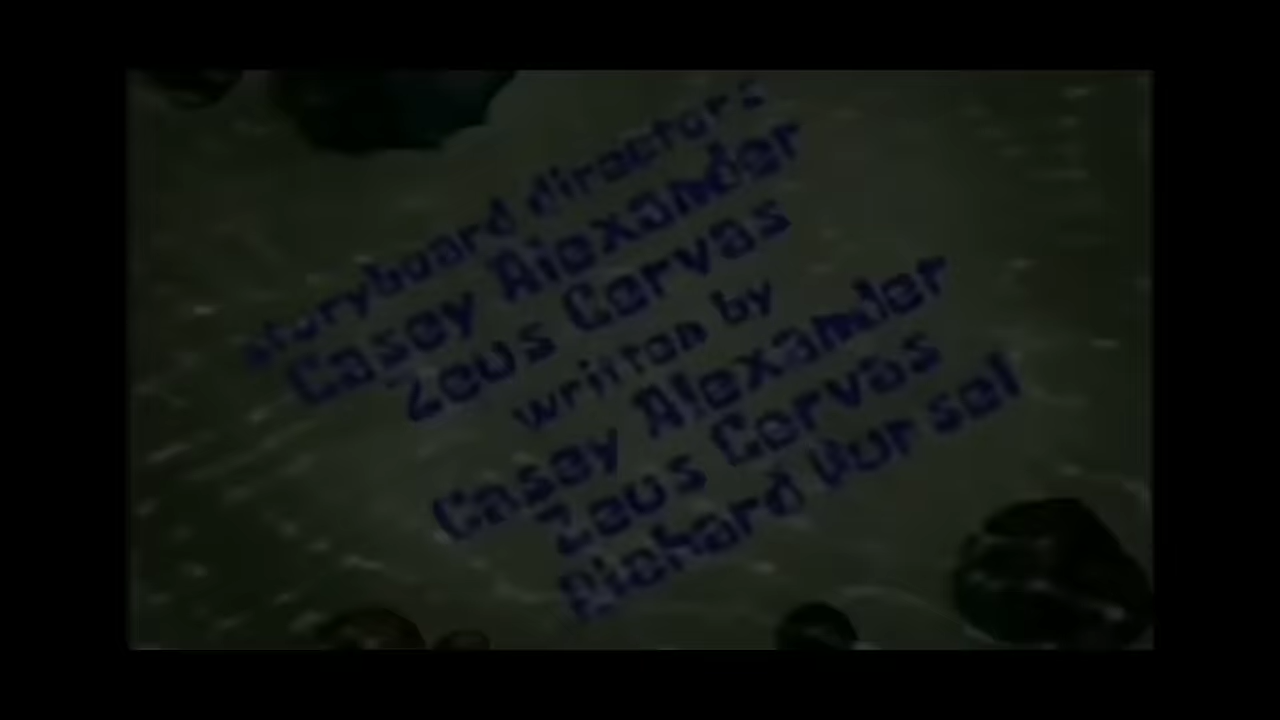 storyboard directors
Casey Alexander
Zeus Cervas
written by
Casey Alexander
Zeus Cervas
Richard Pursel